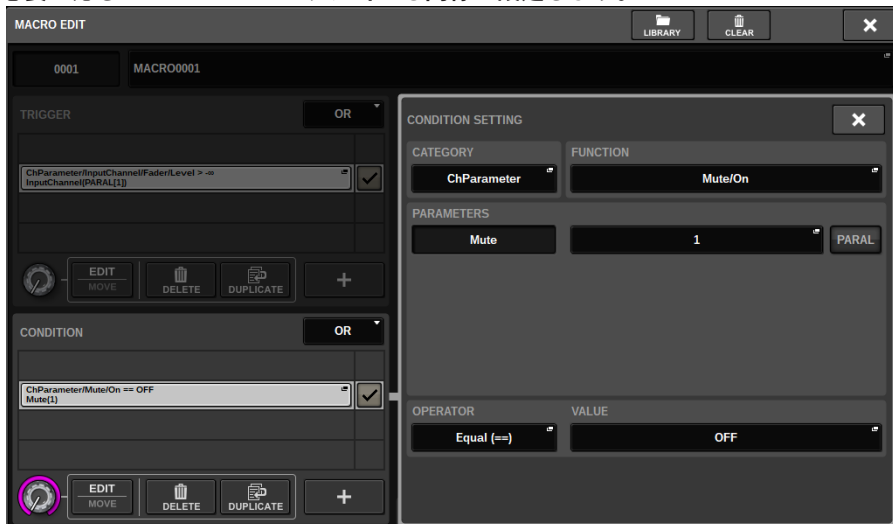 MACRO EDIT
LIBRARY
CLEAR
0001
MACRO0001
TRIGGER
OR
ChParameter/InputChannel/Fader/Level > -∞
InputChannel(PARAL[1])
EDIT
MOVE
DELETE
DUPLICATE
CONDITION
OR
ChParameter/Mute/On == OFF
Mute(1)
EDIT
MOVE
DELETE
DUPLICATE
CONDITION SETTING
CATEGORY
FUNCTION
ChParameter
Mute/On
PARAMETERS
Mute
1
PARAL
OPERATOR
VALUE
Equal (==)
OFF